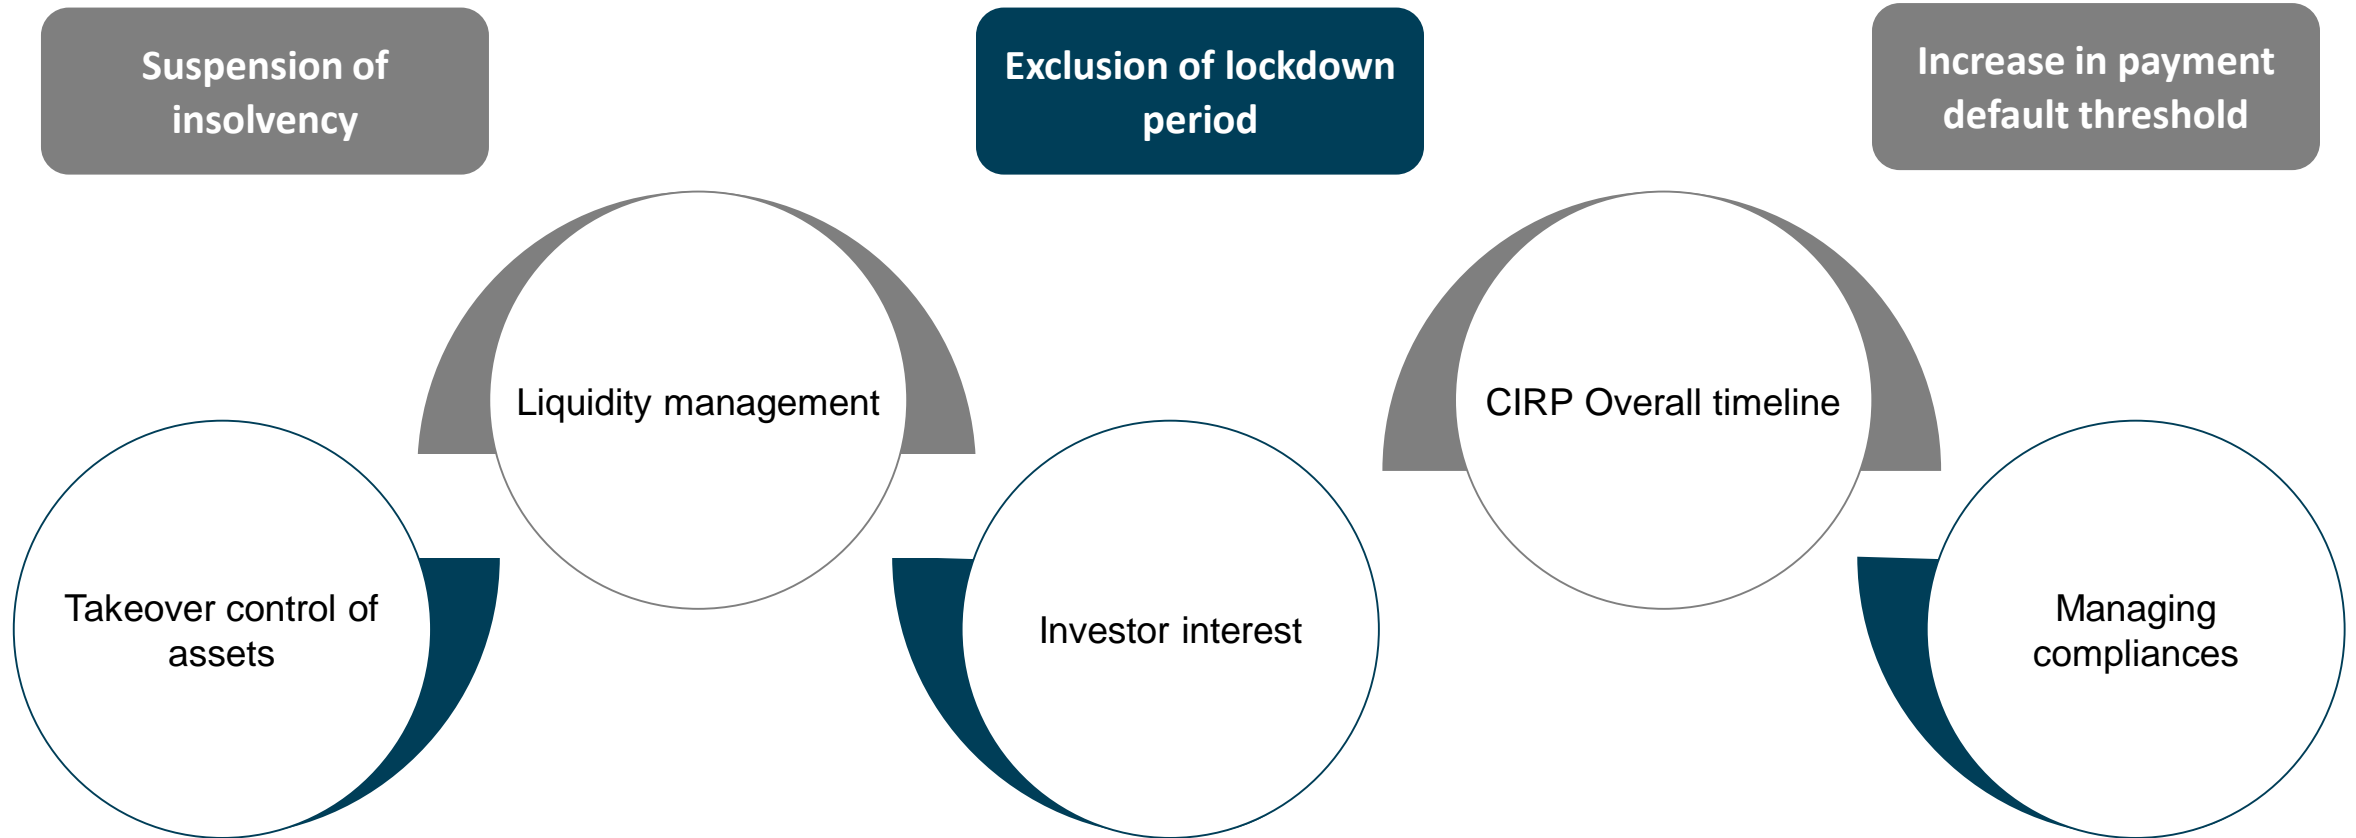 Suspension of
insolvency
Exclusion of lockdown
period
Increase in payment
default threshold
Liquidity management
CIRP Overall timeline
Takeover control of
assets
Investor interest
Managing
compliances